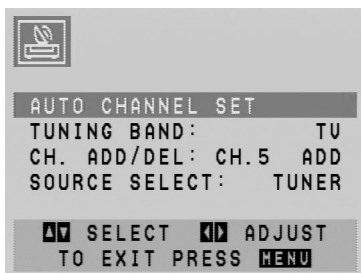 AUTO CHANNEL SET
TUNING BAND: TV
CH. ADD/DEL: CH.5 ADD
SOURCE SELECT: TUNER
▲▼ SELECT ◀▶ ADJUST
TO EXIT PRESS MENU